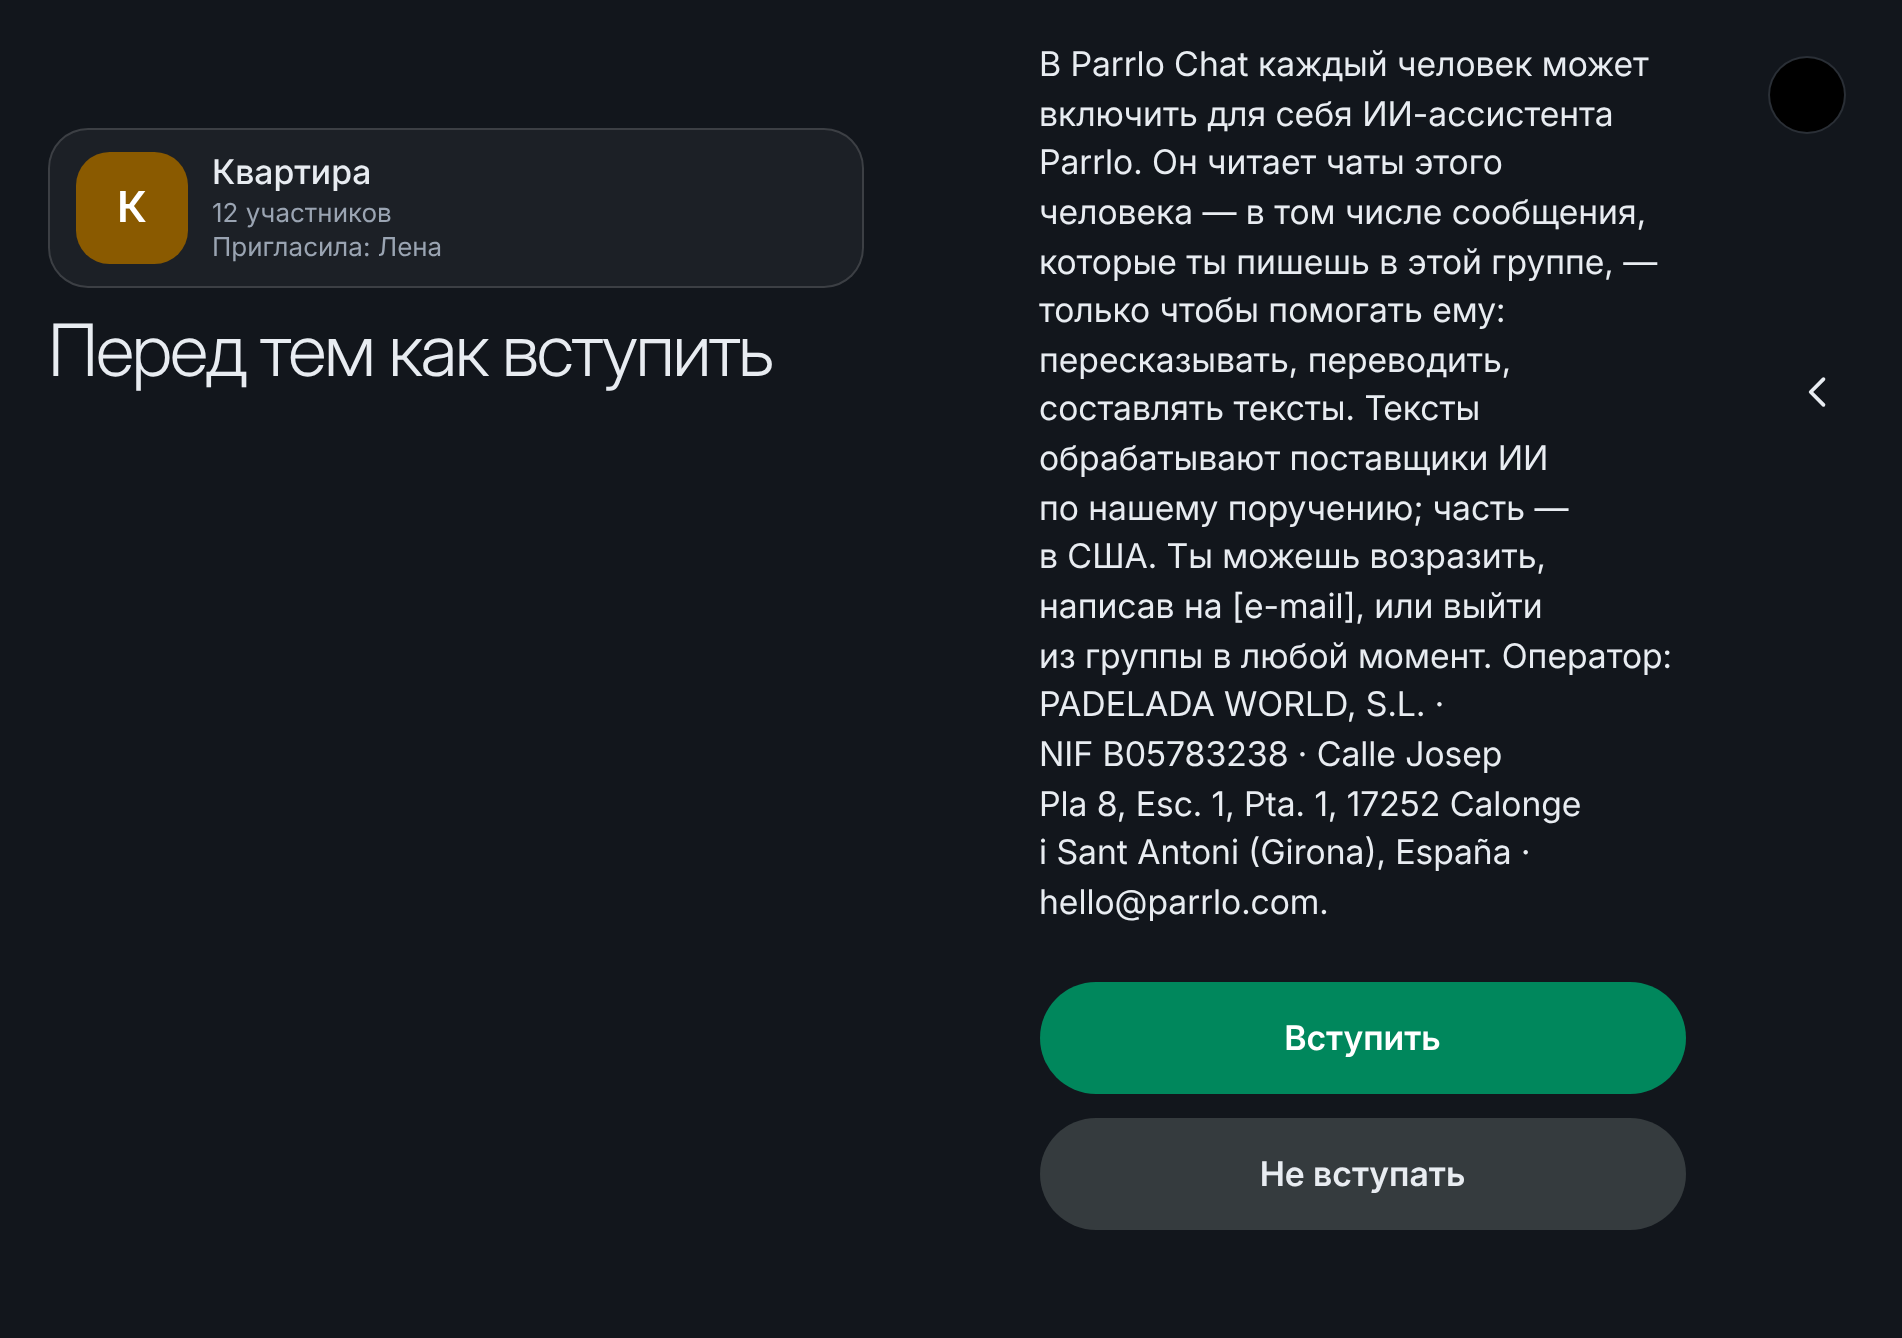 К
Квартира
12 участников
Пригласила: Лена
Перед тем как вступить
В Parrlo Chat каждый человек может
включить для себя ИИ-ассистента
Parrlo. Он читает чаты этого
человека — в том числе сообщения,
которые ты пишешь в этой группе, —
только чтобы помогать ему:
пересказывать, переводить,
составлять тексты. Тексты
обрабатывают поставщики ИИ
по нашему поручению; часть —
в США. Ты можешь возразить,
написав на [e-mail], или выйти
из группы в любой момент. Оператор:
PADELADA WORLD, S.L. ·
NIF B05783238 · Calle Josep
Pla 8, Esc. 1, Pta. 1, 17252 Calonge
i Sant Antoni (Girona), España ·
hello@parrlo.com.
Вступить
Не вступать